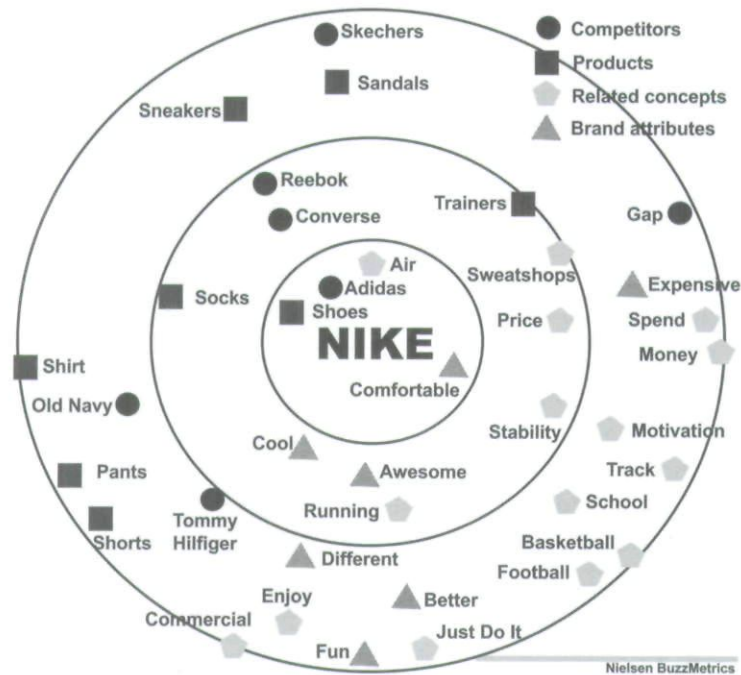 Skechers
Competitors
Products
Sandals
Related concepts
Sneakers
Brand attributes
Reebok
Trainers
Converse
Gap
Air
Sweatshops
Adidas
Expensive
Socks
Shoes
Price
Spend
NIKE
Money
Shirt
Comfortable
Old Navy
Stability
Motivation
Cool
Awesome
Track
Pants
Running
School
Tommy
Hilfiger
Shorts
Basketball
Different
Football
Enjoy
Better
Commercial
Just Do It
Fun
Nielsen BuzzMetrics